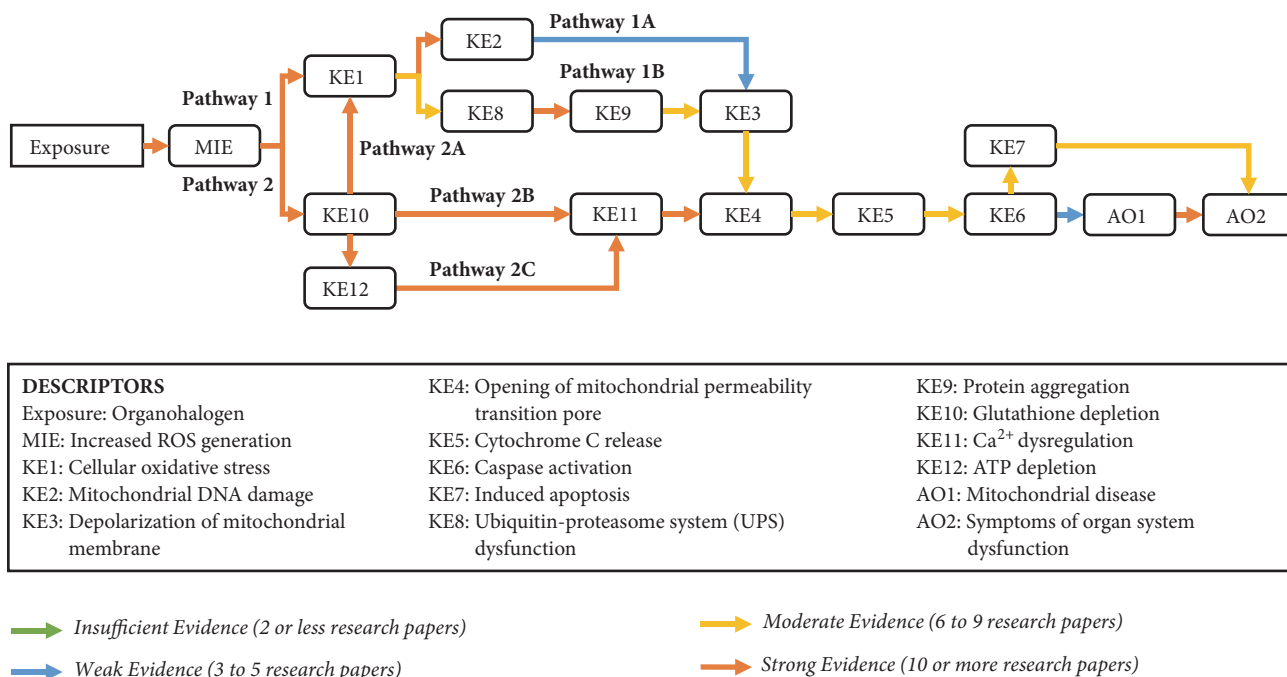 Pathway 1A
KE2
KE1
Pathway 1B
Pathway 1
KE8
KE9
KE3
Exposure
MIE
Pathway 2A
KE7
Pathway 2
Pathway 2B
KE10
KE11
KE4
KE5
KE6
AO1
AO2
Pathway 2C
KE12
DESCRIPTORS
Exposure: Organohalogen
MIE: Increased ROS generation
KE1: Cellular oxidative stress
KE2: Mitochondrial DNA damage
KE3: Depolarization of mitochondrial
membrane
KE4: Opening of mitochondrial permeability
transition pore
KE5: Cytochrome C release
KE6: Caspase activation
KE7: Induced apoptosis
KE8: Ubiquitin-proteasome system (UPS)
dysfunction
KE9: Protein aggregation
KE10: Glutathione depletion
KE11: Ca²⁺ dysregulation
KE12: ATP depletion
AO1: Mitochondrial disease
AO2: Symptoms of organ system
dysfunction
Insufficient Evidence (2 or less research papers)
Weak Evidence (3 to 5 research papers)
Moderate Evidence (6 to 9 research papers)
Strong Evidence (10 or more research papers)